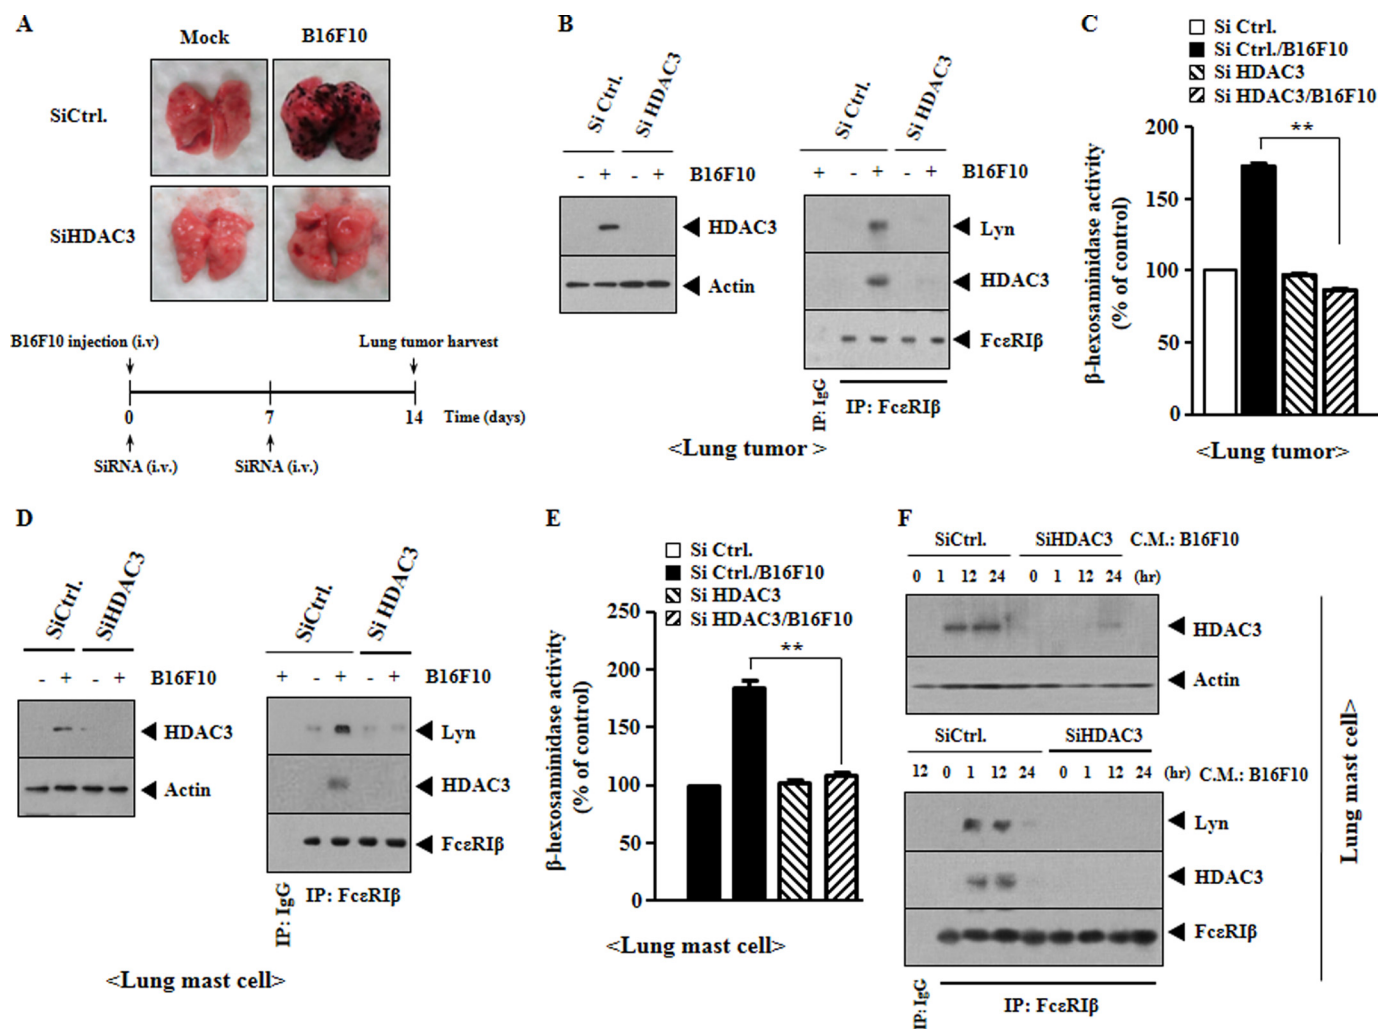 A
Mock
B16F10
SiCtrl.
SiHDAC3
B16F10 injection (i.v)
Lung tumor harvest
0
7
14
Time (days)
SiRNA (i.v.)
SiRNA (i.v.)
B
Si Ctrl.
Si HDAC3
- + - + B16F10
HDAC3
Actin
Si Ctrl.
Si HDAC3
+ - + - + B16F10
Lyn
HDAC3
FcεRIβ
IP: IgG
IP: FcεRIβ
<Lung tumor >
C
Si Ctrl.
Si Ctrl./B16F10
Si HDAC3
Si HDAC3/B16F10
β-hexosaminidase activity
(% of control)
200
150
100
50
0
**
<Lung tumor>
D
SiCtrl.
SiHDAC3
- + - + B16F10
HDAC3
Actin
SiCtrl.
Si HDAC3
+ - + - + B16F10
Lyn
HDAC3
FcεRIβ
IP: IgG
IP: FcεRIβ
<Lung mast cell>
E
Si Ctrl.
Si Ctrl./B16F10
Si HDAC3
Si HDAC3/B16F10
β-hexosaminidase activity
(% of control)
250
200
150
100
50
0
**
<Lung mast cell>
F
SiCtrl. SiHDAC3 C.M.: B16F10
0 1 12 24 0 1 12 24 (hr)
HDAC3
Actin
SiCtrl. SiHDAC3
12 0 1 12 24 0 1 12 24 (hr) C.M.: B16F10
Lyn
HDAC3
FcεRIβ
IP: IgG
IP: FcεRIβ
Lung mast cell>